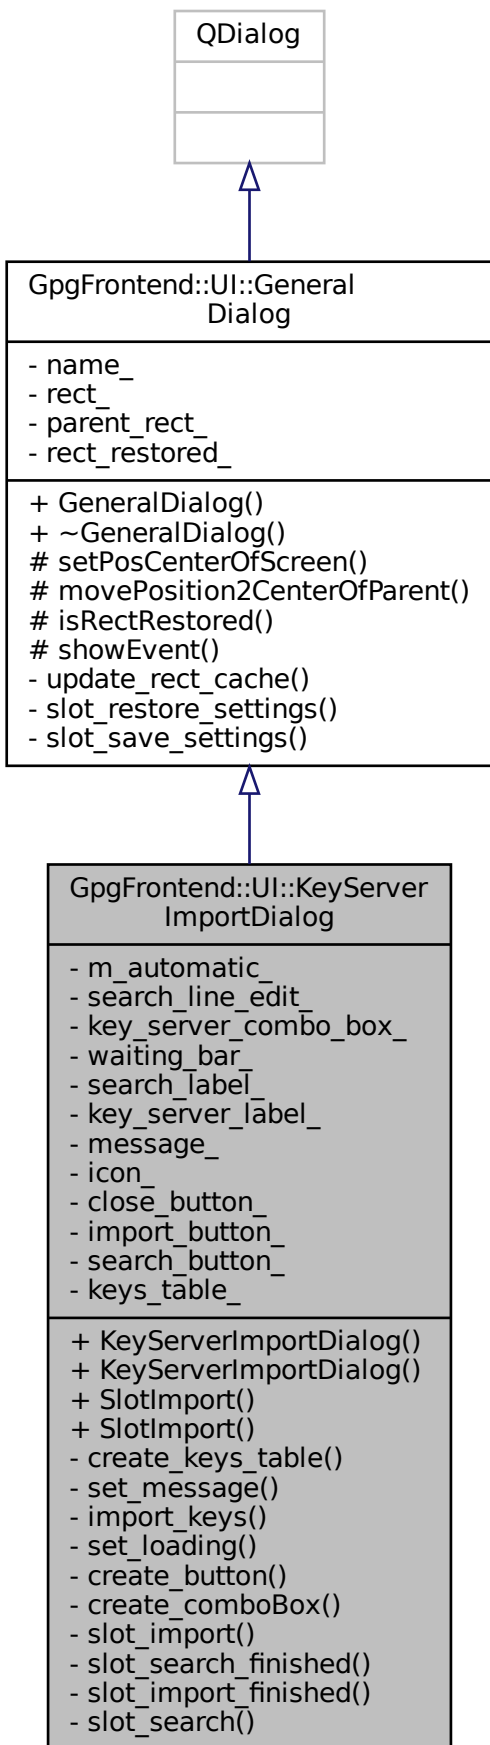 QDialog
GpgFrontend::UI::General
Dialog
- name_
- rect_
- parent_rect_
- rect_restored_
+ GeneralDialog()
+ ~GeneralDialog()
# setPosCenterOfScreen()
# movePosition2CenterOfParent()
# isRectRestored()
# showEvent()
- update_rect_cache()
- slot_restore_settings()
- slot_save_settings()
GpgFrontend::UI::KeyServer
ImportDialog
- m_automatic_
- search_line_edit_
- key_server_combo_box_
- waiting_bar_
- search_label_
- key_server_label_
- message_
- icon_
- close_button_
- import_button_
- search_button_
- keys_table_
+ KeyServerImportDialog()
+ KeyServerImportDialog()
+ SlotImport()
+ SlotImport()
- create_keys_table()
- set_message()
- import_keys()
- set_loading()
- create_button()
- create_comboBox()
- slot_import()
- slot_search_finished()
- slot_import_finished()
- slot_search()